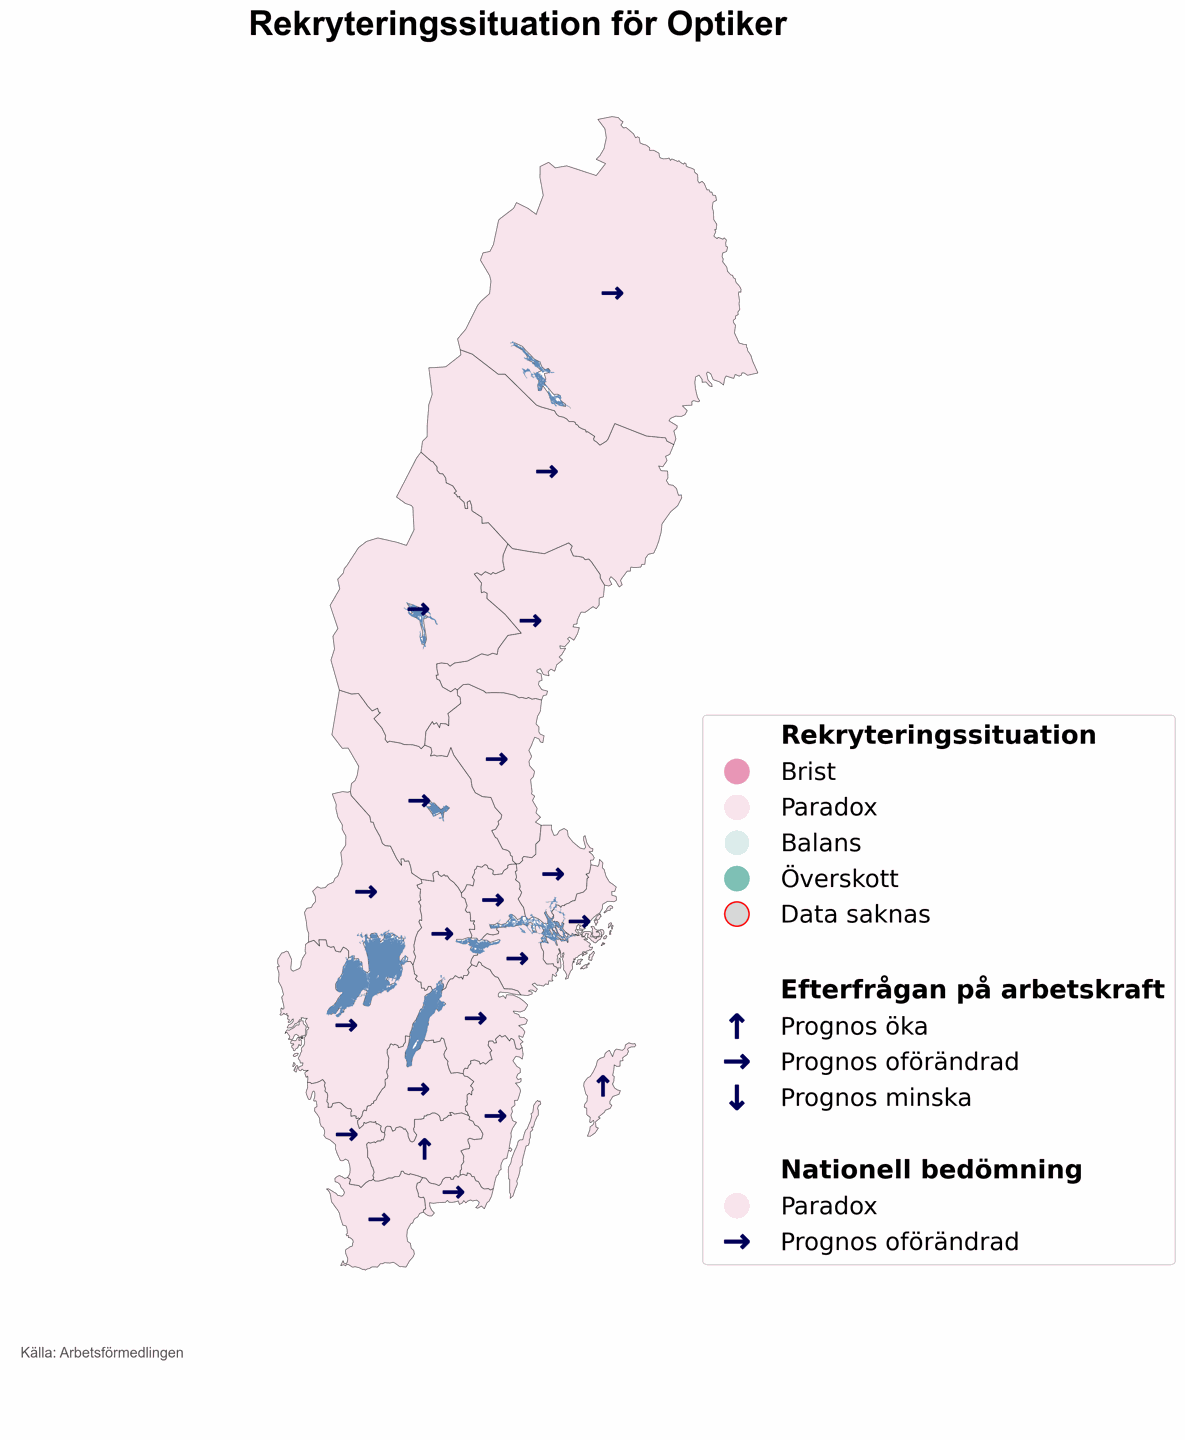 Rekryteringssituation för Optiker
Rekryteringssituation
Brist
Paradox
Balans
Överskott
Data saknas
Efterfrågan på arbetskraft
Prognos öka
Prognos oförändrad
Prognos minska
Nationell bedömning
Paradox
Prognos oförändrad
Källa: Arbetsförmedlingen